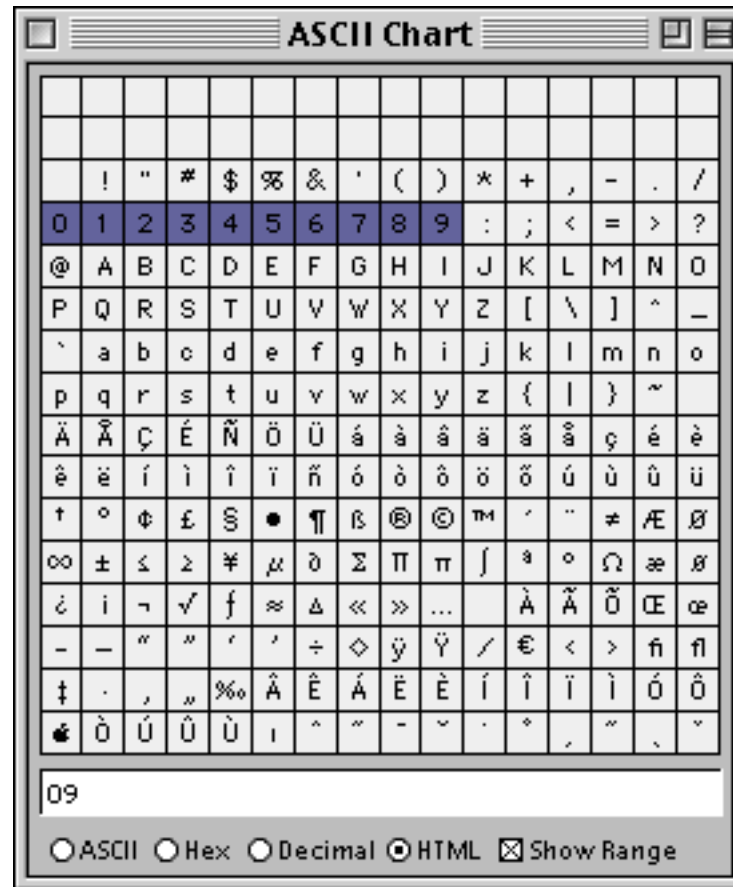 ASCII Chart
! " # $ % & ' ( ) * + , - . /
0 1 2 3 4 5 6 7 8 9 : ; < = > ?
@ A B C D E F G H I J K L M N O
P Q R S T U V W X Y Z [ \ ] ^ _
` a b c d e f g h i j k l m n o
p q r s t u v w x y z { | } ~
Ä Å Ç É Ñ Ö Ü á à â ä ã å ç é è
ê ë í ì î ï ñ ó ò ô ö õ ú ù û ü
† ° ¢ £ § • ¶ ß ® © ™ ´ ¨ ≠ Æ Ø
∞ ± ≤ ≥ ¥ µ ∂ Σ Π π ∫ ª º Ω æ ø
¿ ¡ ¬ √ ƒ ≈ ∆ « » … À Ã Õ Œ œ
– — “ ” ‘ ’ ÷ ◊ ÿ Ÿ ⁄ € ‹ › fi fl
‡ · ‚ „ ‰ Â Ê Á Ë È Í Î Ï Ì Ó Ô
 Ò Ú Û Ù ı ˆ ˜ ¯ ˘ ˙ ˚ ¸ ˝ ˛ ˇ
09
ASCII Hex Decimal HTML Show Range